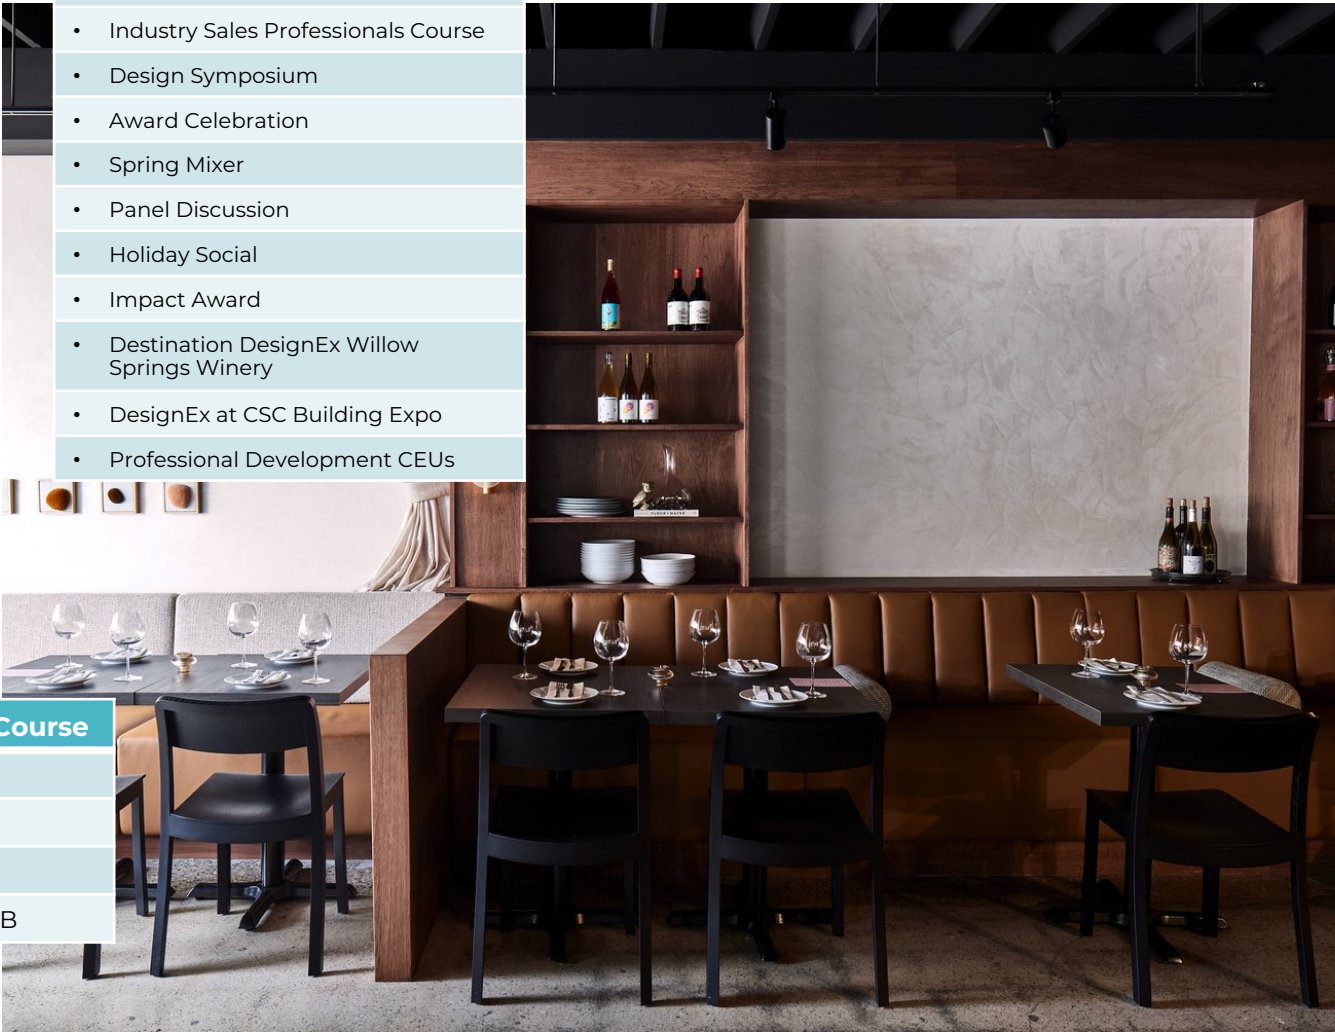 • Industry Sales Professionals Course
• Design Symposium
• Award Celebration
• Spring Mixer
• Panel Discussion
• Holiday Social
• Impact Award
• Destination DesignEx Willow
Springs Winery
• DesignEx at CSC Building Expo
• Professional Development CEUs
Course
B